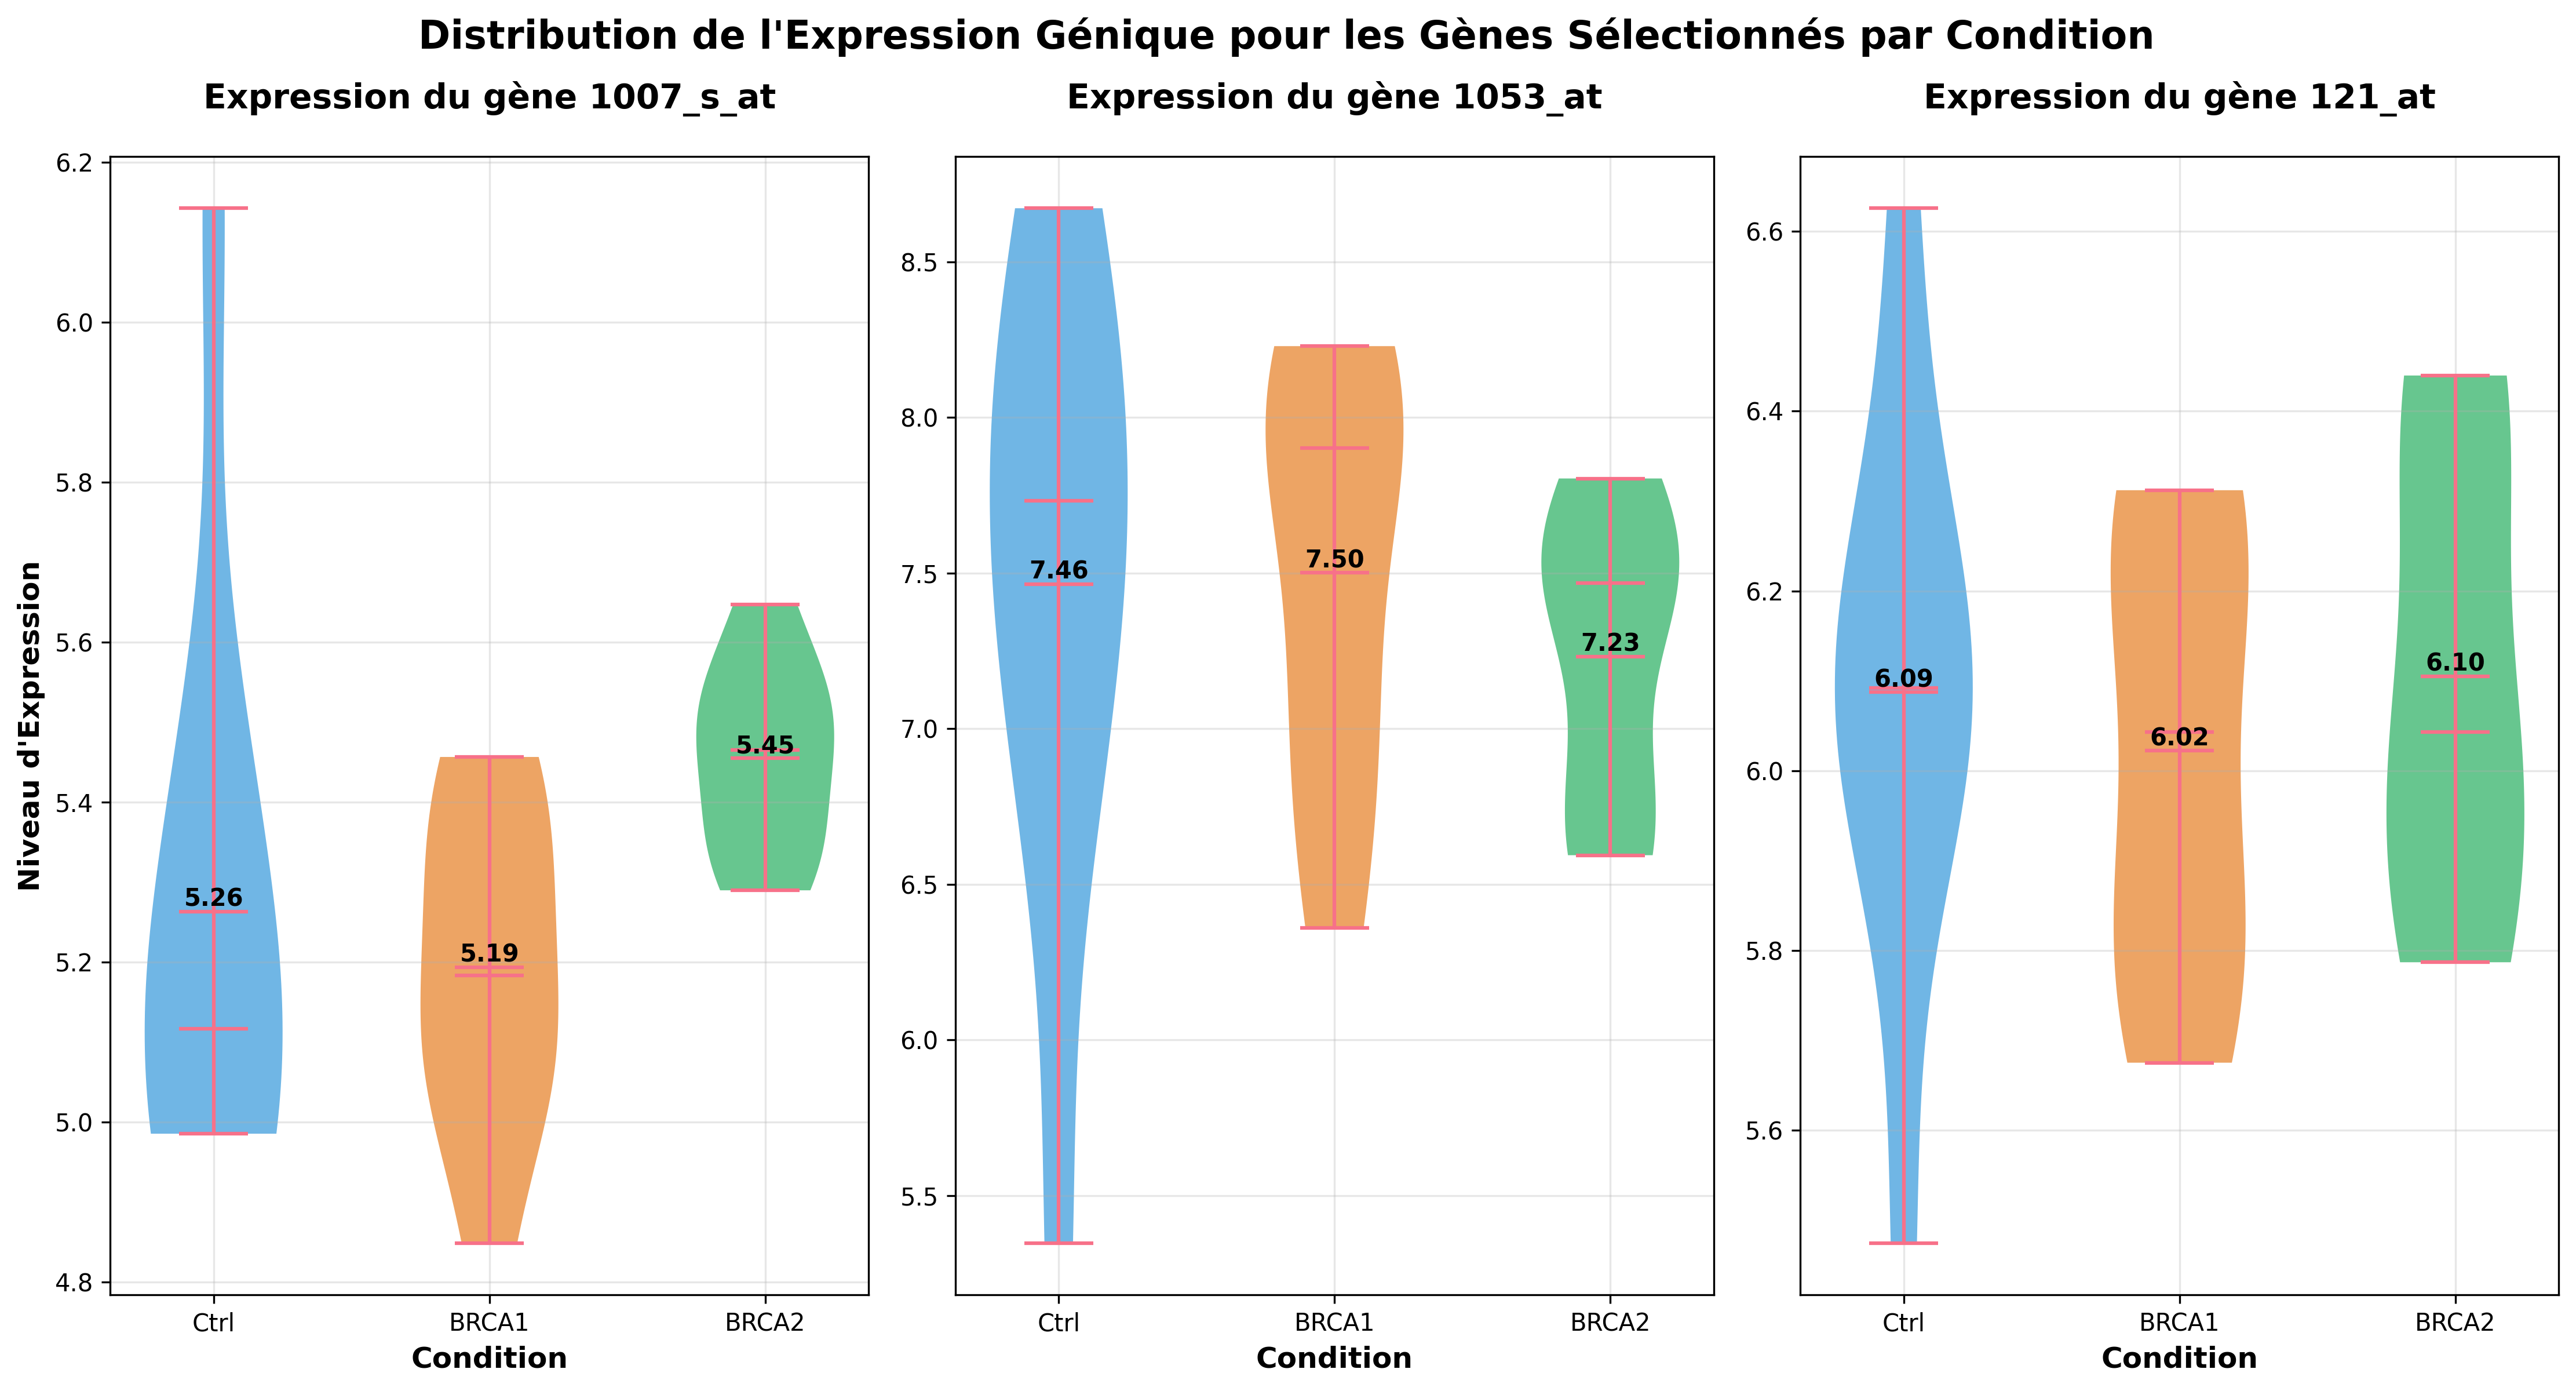 Distribution de l'Expression Génique pour les Gènes Sélectionnés par Condition
Expression du gène 1007_s_at
Niveau d'Expression
6.2
6.0
5.8
5.6
5.4
5.2
5.0
4.8
5.26
5.19
5.45
Ctrl
BRCA1
BRCA2
Condition
Expression du gène 1053_at
8.5
8.0
7.5
7.0
6.5
6.0
5.5
7.46
7.50
7.23
Ctrl
BRCA1
BRCA2
Condition
Expression du gène 121_at
6.6
6.4
6.2
6.0
5.8
5.6
6.09
6.02
6.10
Ctrl
BRCA1
BRCA2
Condition